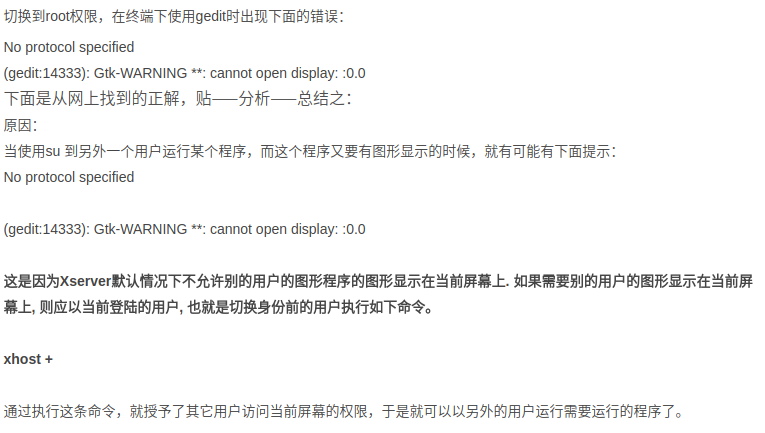 切换到root权限，在终端下使用gedit时出现下面的错误：
No protocol specified
(gedit:14333): Gtk-WARNING **: cannot open display: :0.0
下面是从网上找到的正解，贴——分析——总结之：
原因：
当使用su 到另外一个用户运行某个程序，而这个程序又要有图形显示的时候，就有可能有下面提示：
No protocol specified
(gedit:14333): Gtk-WARNING **: cannot open display: :0.0
这是因为Xserver默认情况下不允许别的用户的图形程序的图形显示在当前屏幕上. 如果需要别的用户的图形显示在当前屏
幕上, 则应以当前登陆的用户, 也就是切换身份前的用户执行如下命令。
xhost +
通过执行这条命令，就授予了其它用户访问当前屏幕的权限，于是就可以以另外的用户运行需要运行的程序了。